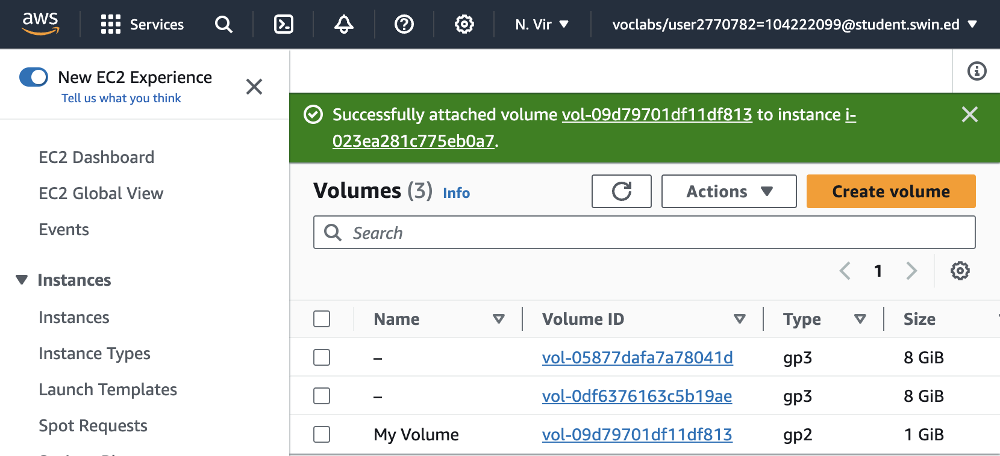 aws
Services
N. Vir
voclabs/user2770782=104222099@student.swin.ed
New EC2 Experience
Tell us what you think
EC2 Dashboard
EC2 Global View
Events
Instances
Instances
Instance Types
Launch Templates
Spot Requests
Successfully attached volume vol-09d79701df11df813 to instance i-
023ea281c775eb0a7.
Volumes (3) Info
Actions
Create volume
Search
1
Name Volume ID Type Size
– vol-05877dafa7a78041d gp3 8 GiB
– vol-0df6376163c5b19ae gp3 8 GiB
My Volume vol-09d79701df11df813 gp2 1 GiB